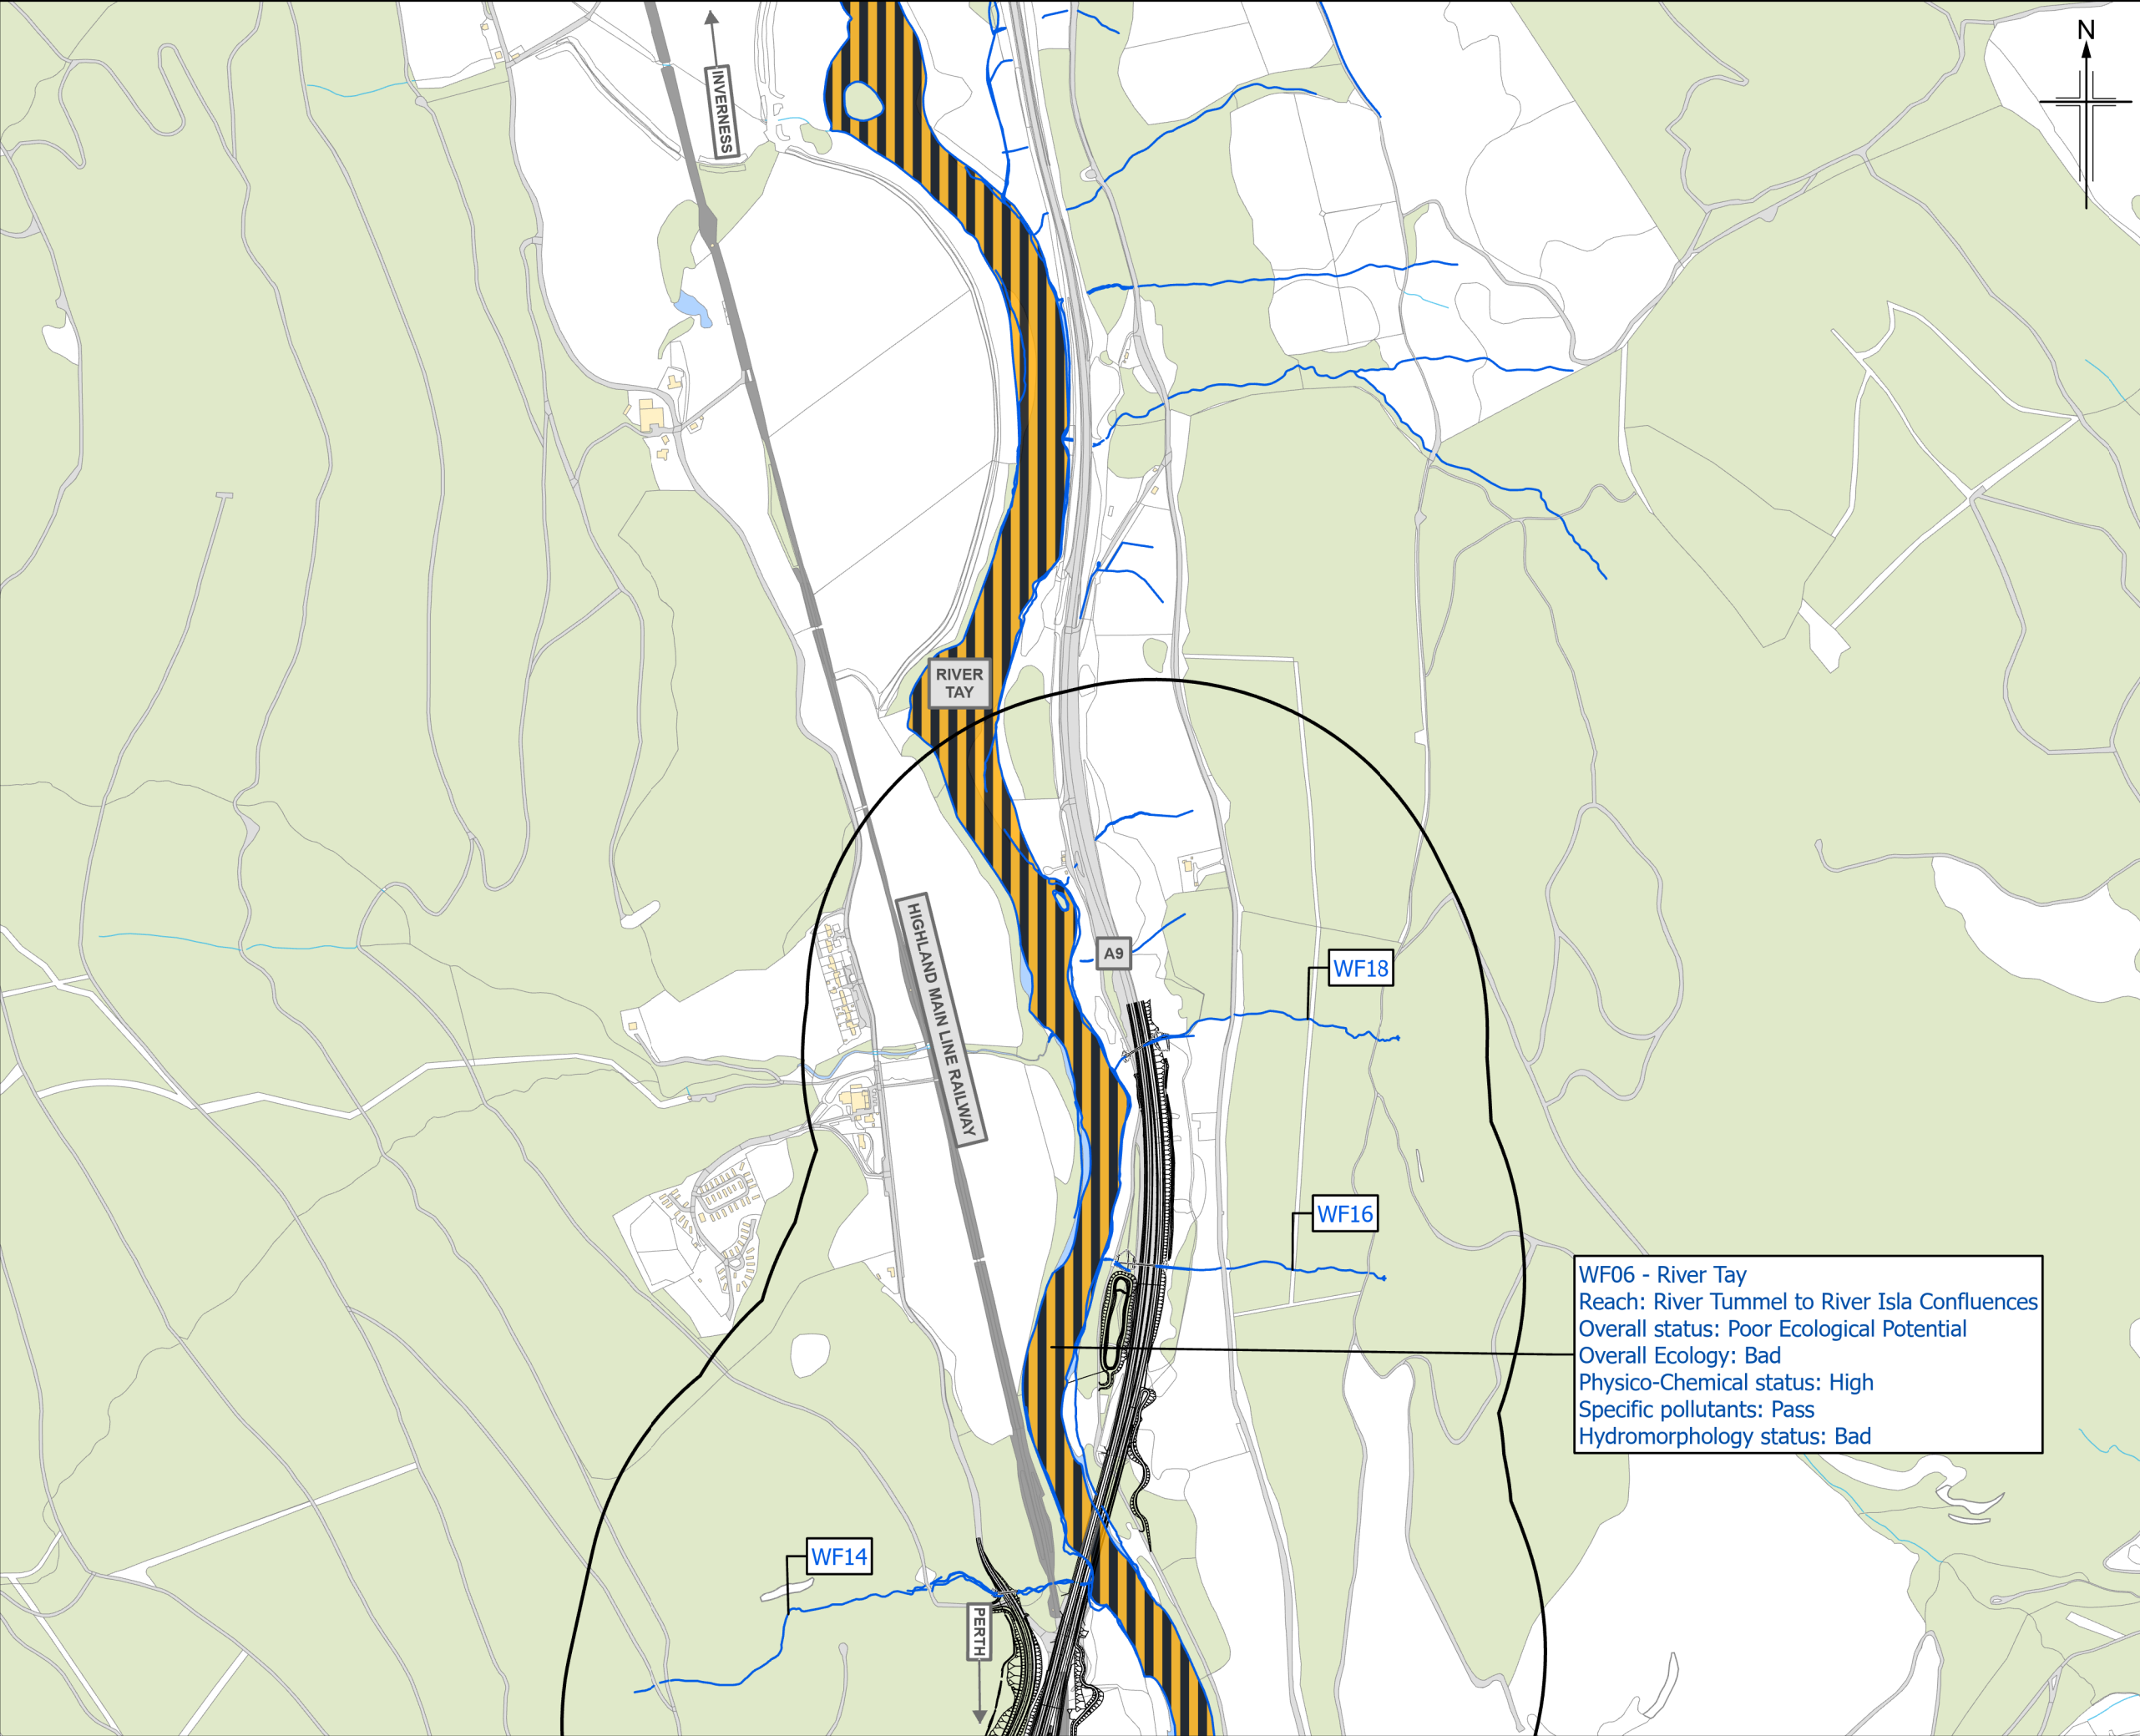 N
INVERNESS
RIVER
TAY
HIGHLAND MAIN LINE RAILWAY
A9
WF18
WF16
WF06 - River Tay
Reach: River Tummel to River Isla Confluences
Overall status: Poor Ecological Potential
Overall Ecology: Bad
Physico-Chemical status: High
Specific pollutants: Pass
Hydromorphology status: Bad
WF14
PERTH